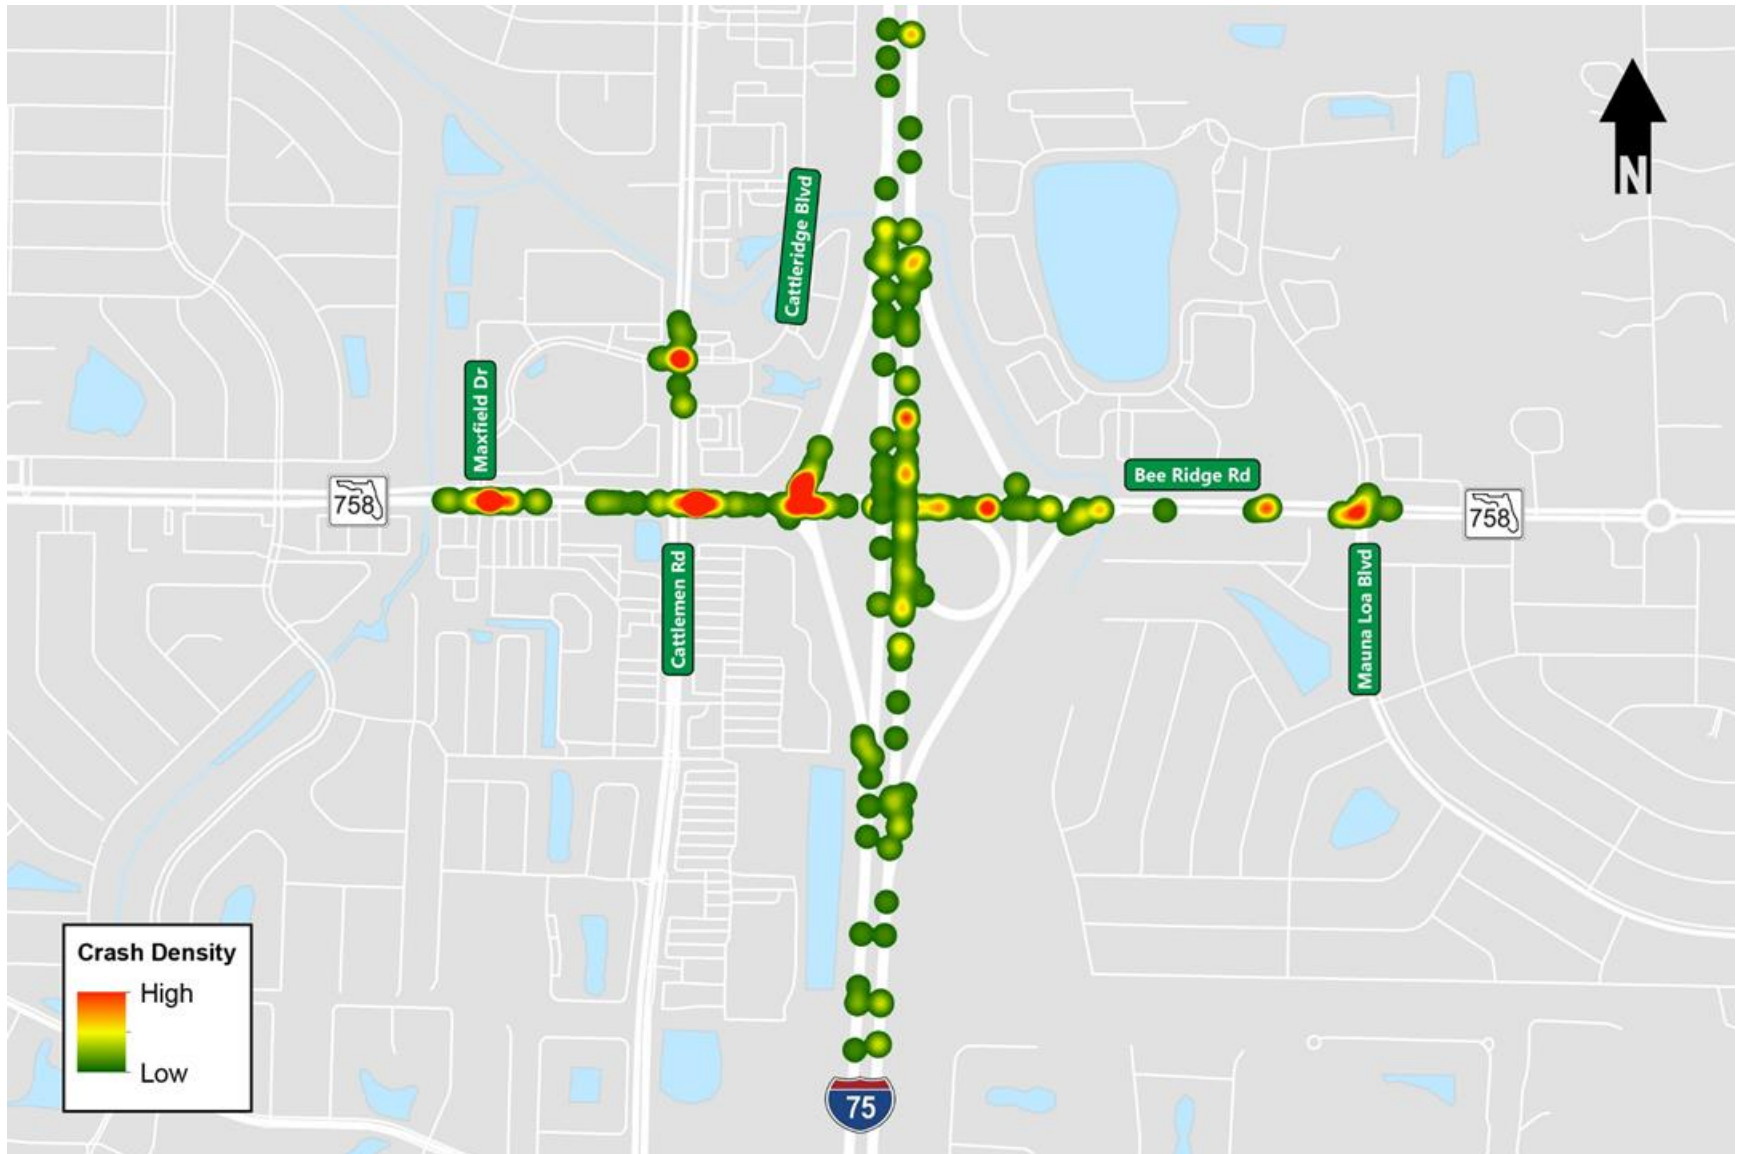 N
Cattleridge Blvd
Maxfield Dr
Bee Ridge Rd
758
758
Cattlemen Rd
Mauna Loa Blvd
Crash Density
High
Low
75